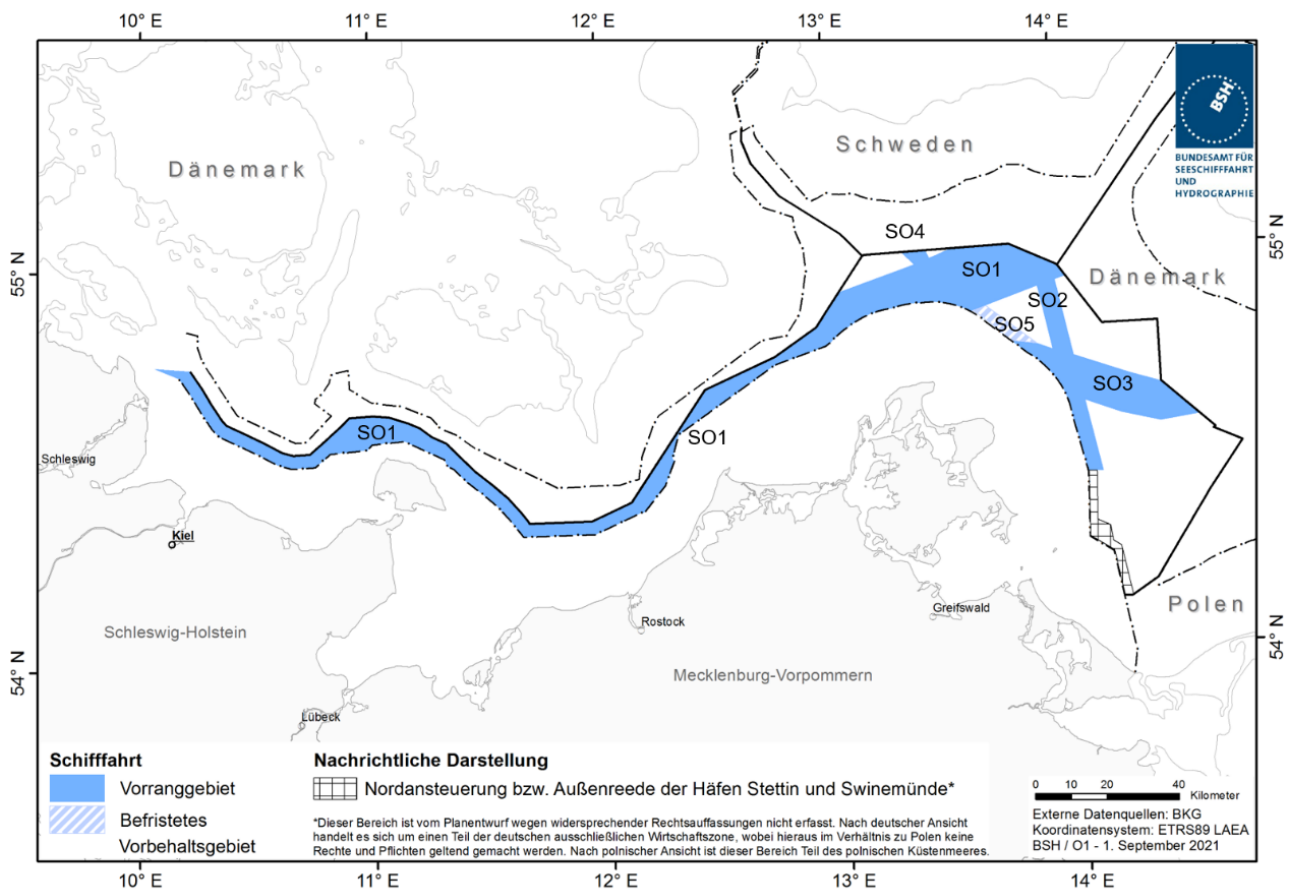 10° E
11° E
12° E
13° E
14° E
BSH
BUNDESAMT FÜR
SEESCHIFFFAHRT
UND
HYDROGRAPHIE
Schweden
Dänemark
SO4
55° N
55° N
SO1
Dänemark
SO2
SO5
SO3
SO1
SO1
Schleswig
Kiel
Polen
Greifswald
Rostock
Schleswig-Holstein
54° N
54° N
Mecklenburg-Vorpommern
Lübeck
Schifffahrt
Vorranggebiet
Befristetes
Vorbehaltsgebiet
Nachrichtliche Darstellung
Nordansteuerung bzw. Außenreede der Häfen Stettin und Swinemünde*
*Dieser Bereich ist vom Planentwurf wegen widersprechender Rechtsauffassungen nicht erfasst. Nach deutscher Ansicht
handelt es sich um einen Teil der deutschen ausschließlichen Wirtschaftszone, wobei hieraus im Verhältnis zu Polen keine
Rechte und Pflichten geltend gemacht werden. Nach polnischer Ansicht ist dieser Bereich Teil des polnischen Küstenmeeres.
0 10 20 40
Kilometer
Externe Datenquellen: BKG
Koordinatensystem: ETRS89 LAEA
BSH / O1 - 1. September 2021
10° E
11° E
12° E
13° E
14° E